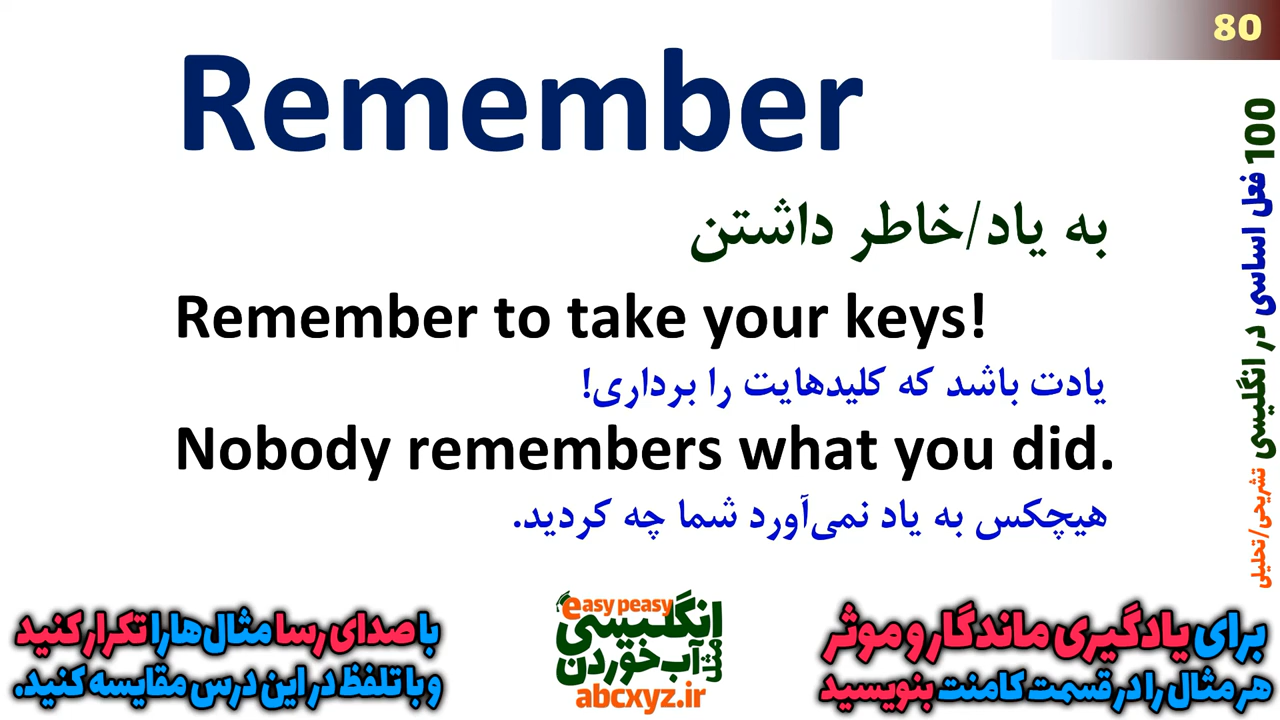 80
Remember
به یاد/خاطر داشتن
Remember to take your keys!
یادت باشد که کلیدهایت را برداری!
Nobody remembers what you did.
هیچکس به یاد نمی‌آورد شما چه کردید.
100 فعل اساسی در انگلیسی تشریحی/تحلیلی
برای یادگیری ماندگار و موثر
هر مثال را در قسمت کامنت بنویسید
easy peasy
انگلیسی
مثل
آب خوردن
abcxyz.ir
با صدای رسا مثال‌ها را تکرار کنید
و با تلفظ در این درس مقایسه کنید.